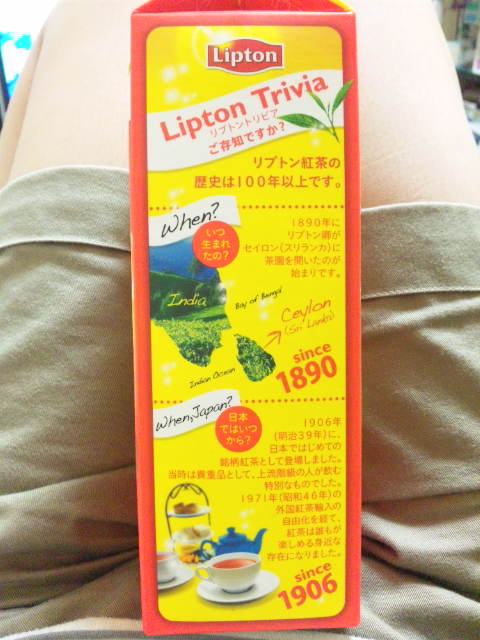 Lipton
Lipton Trivia
リプトントリビア
ご存知ですか?
リプトン紅茶の
歴史は100年以上です。
When?
いつ
生まれ
たの?
1890年に
リプトン卿が
セイロン(スリランカ)に
茶園を開いたのが
始まりです。
India
Bay of Bengal
Ceylon
(Sri Lanka)
Indian Ocean
since
1890
When, Japan?
日本
ではいつ
から?
1906年
(明治39年)に、
日本ではじめての
銘柄紅茶として登場しました。
当時は貴重品として、上流階級の人が飲む
特別なものでした。
1971年(昭和46年)の
外国紅茶輸入の
自由化を経て、
紅茶は誰もが
楽しめる身近な
存在になりました。
since
1906